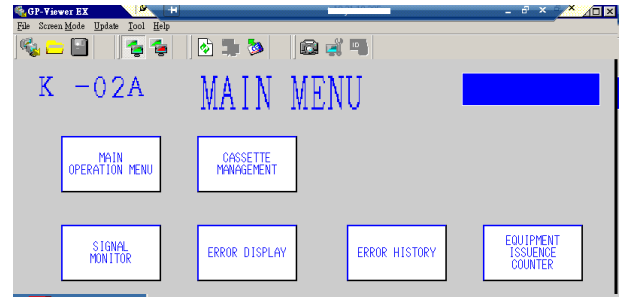 GP-Viewer EX
File Screen Mode Update Tool Help
K -02A MAIN MENU
MAIN
OPERATION MENU
CASSETTE
MANAGEMENT
SIGNAL
MONITOR
ERROR DISPLAY
ERROR HISTORY
EQUIPMENT
ISSUENCE
COUNTER